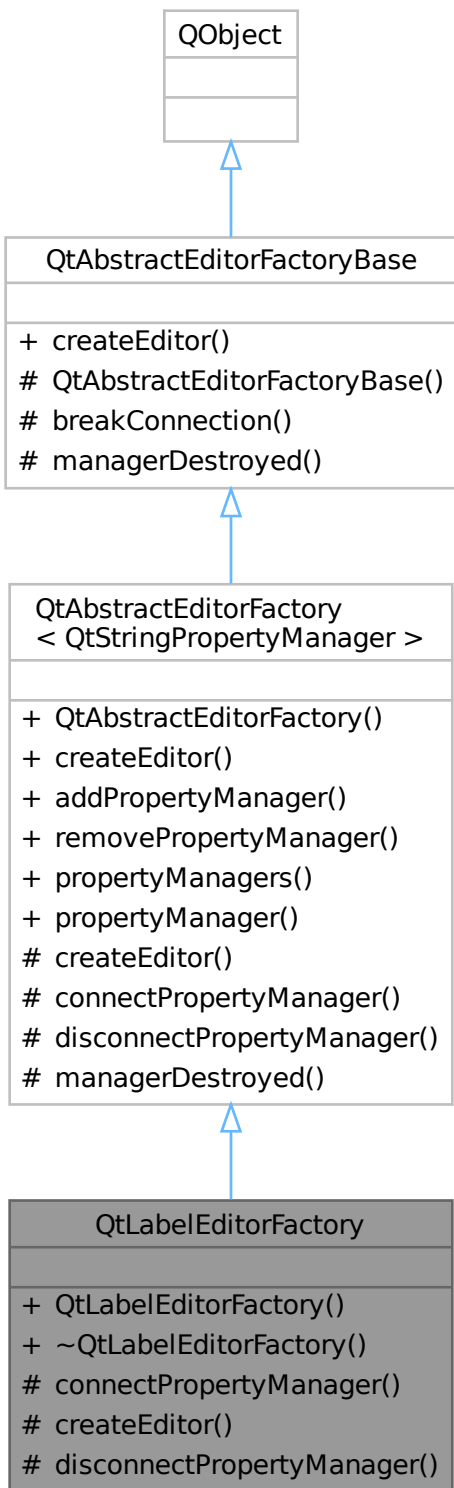 QObject
QtAbstractEditorFactoryBase
+ createEditor()
# QtAbstractEditorFactoryBase()
# breakConnection()
# managerDestroyed()
QtAbstractEditorFactory
< QtStringPropertyManager >
+ QtAbstractEditorFactory()
+ createEditor()
+ addPropertyManager()
+ removePropertyManager()
+ propertyManagers()
+ propertyManager()
# createEditor()
# connectPropertyManager()
# disconnectPropertyManager()
# managerDestroyed()
QtLabelEditorFactory
+ QtLabelEditorFactory()
+ ~QtLabelEditorFactory()
# connectPropertyManager()
# createEditor()
# disconnectPropertyManager()